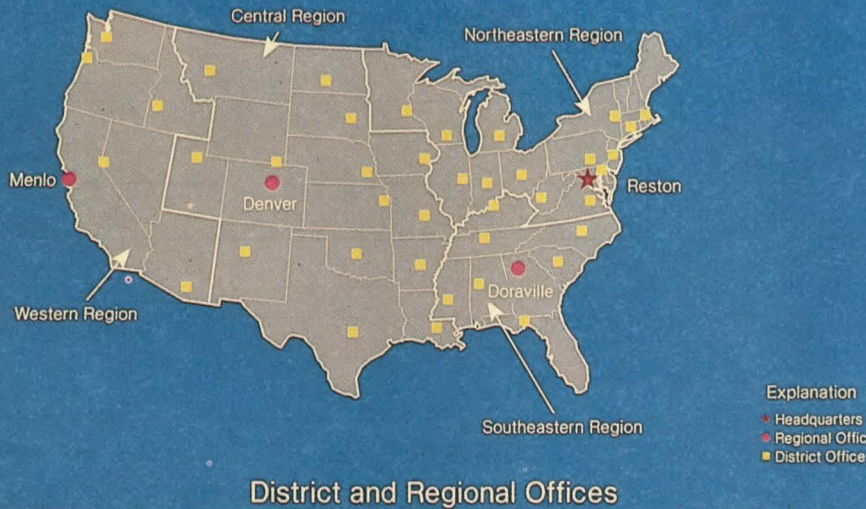 Central Region
Northeastern Region
Menlo
Denver
Reston
Doraville
Western Region
Southeastern Region
Explanation
Headquarters
Regional Offic
District Office
District and Regional Offices